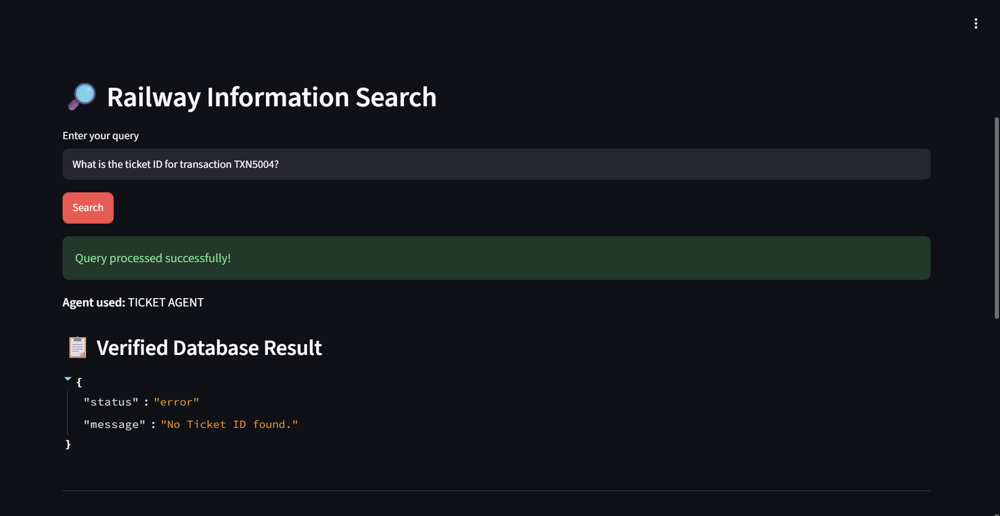 Railway Information Search
Enter your query
What is the ticket ID for transaction TXN5004?
Search
Query processed successfully!
Agent used: TICKET AGENT
Verified Database Result
{
"status" : "error"
"message" : "No Ticket ID found."
}